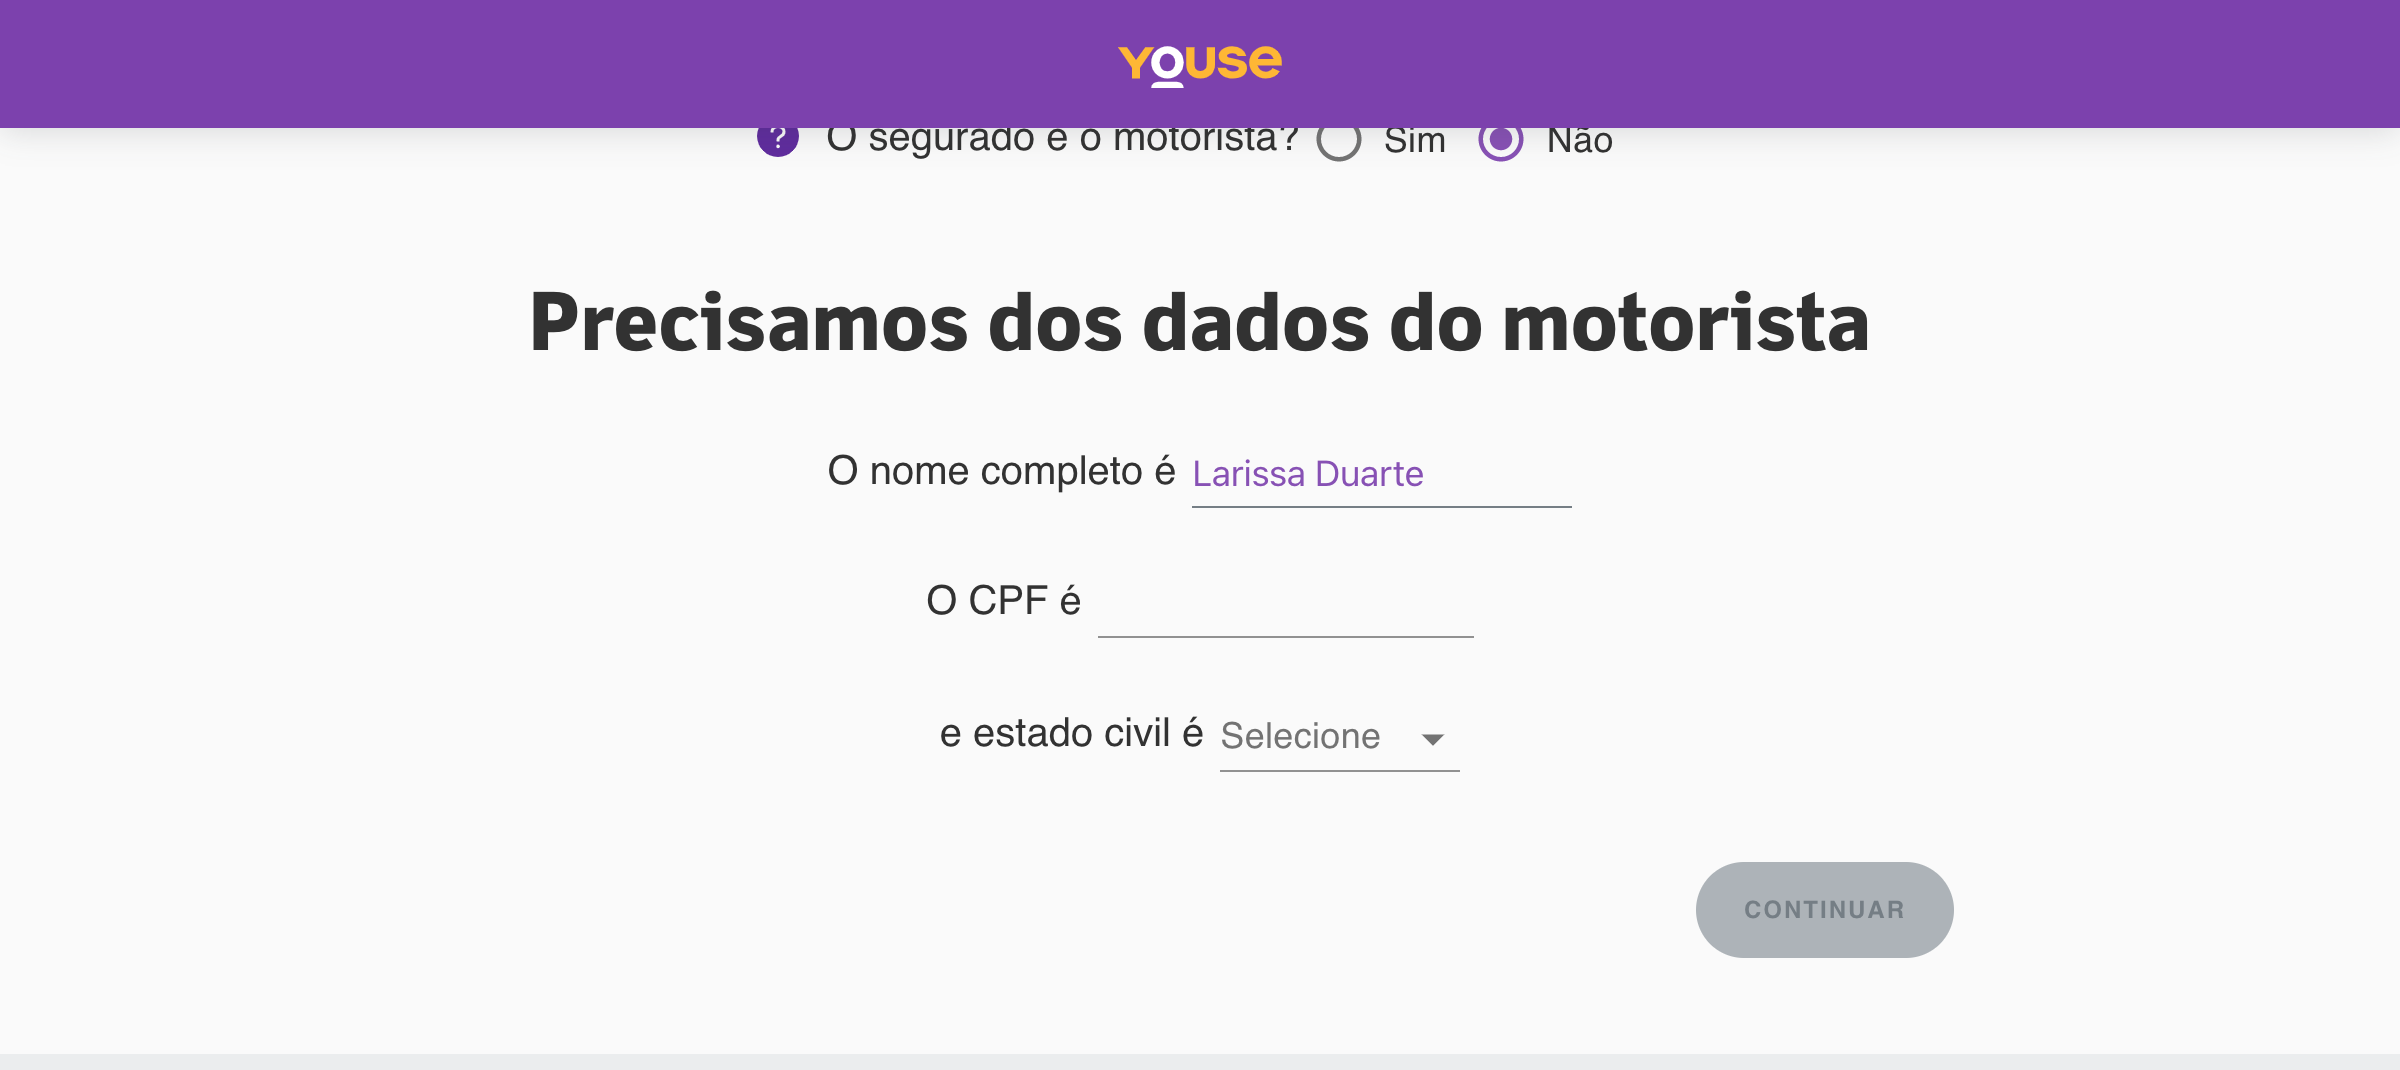 youse
? O segurado é o motorista? Sim Não
Precisamos dos dados do motorista
O nome completo é Larissa Duarte
O CPF é
e estado civil é Selecione
CONTINUAR